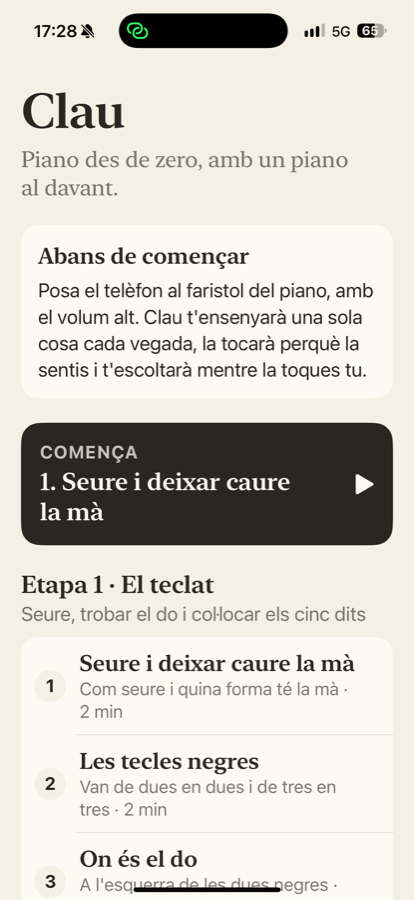 17:28
5G
65
Clau
Piano des de zero, amb un piano
al davant.
Abans de començar
Posa el telèfon al faristol del piano, amb
el volum alt. Clau t'ensenyarà una sola
cosa cada vegada, la tocarà perquè la
sentis i t'escoltarà mentre la toques tu.
COMENÇA
1. Seure i deixar caure
la mà
Etapa 1 · El teclat
Seure, trobar el do i col·locar els cinc dits
1
Seure i deixar caure la mà
Com seure i quina forma té la mà ·
2 min
2
Les tecles negres
Van de dues en dues i de tres en
tres · 2 min
3
On és el do
A l'esquerra de les dues negres ·